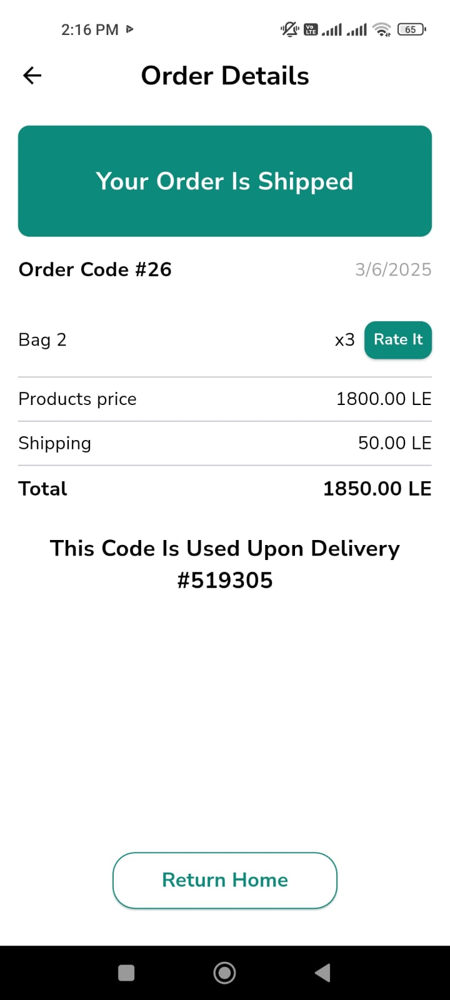 2:16 PM
Vo LTE
65
Order Details
Your Order Is Shipped
Order Code #26 3/6/2025
Bag 2 x3 Rate It
Products price 1800.00 LE
Shipping 50.00 LE
Total 1850.00 LE
This Code Is Used Upon Delivery
#519305
Return Home